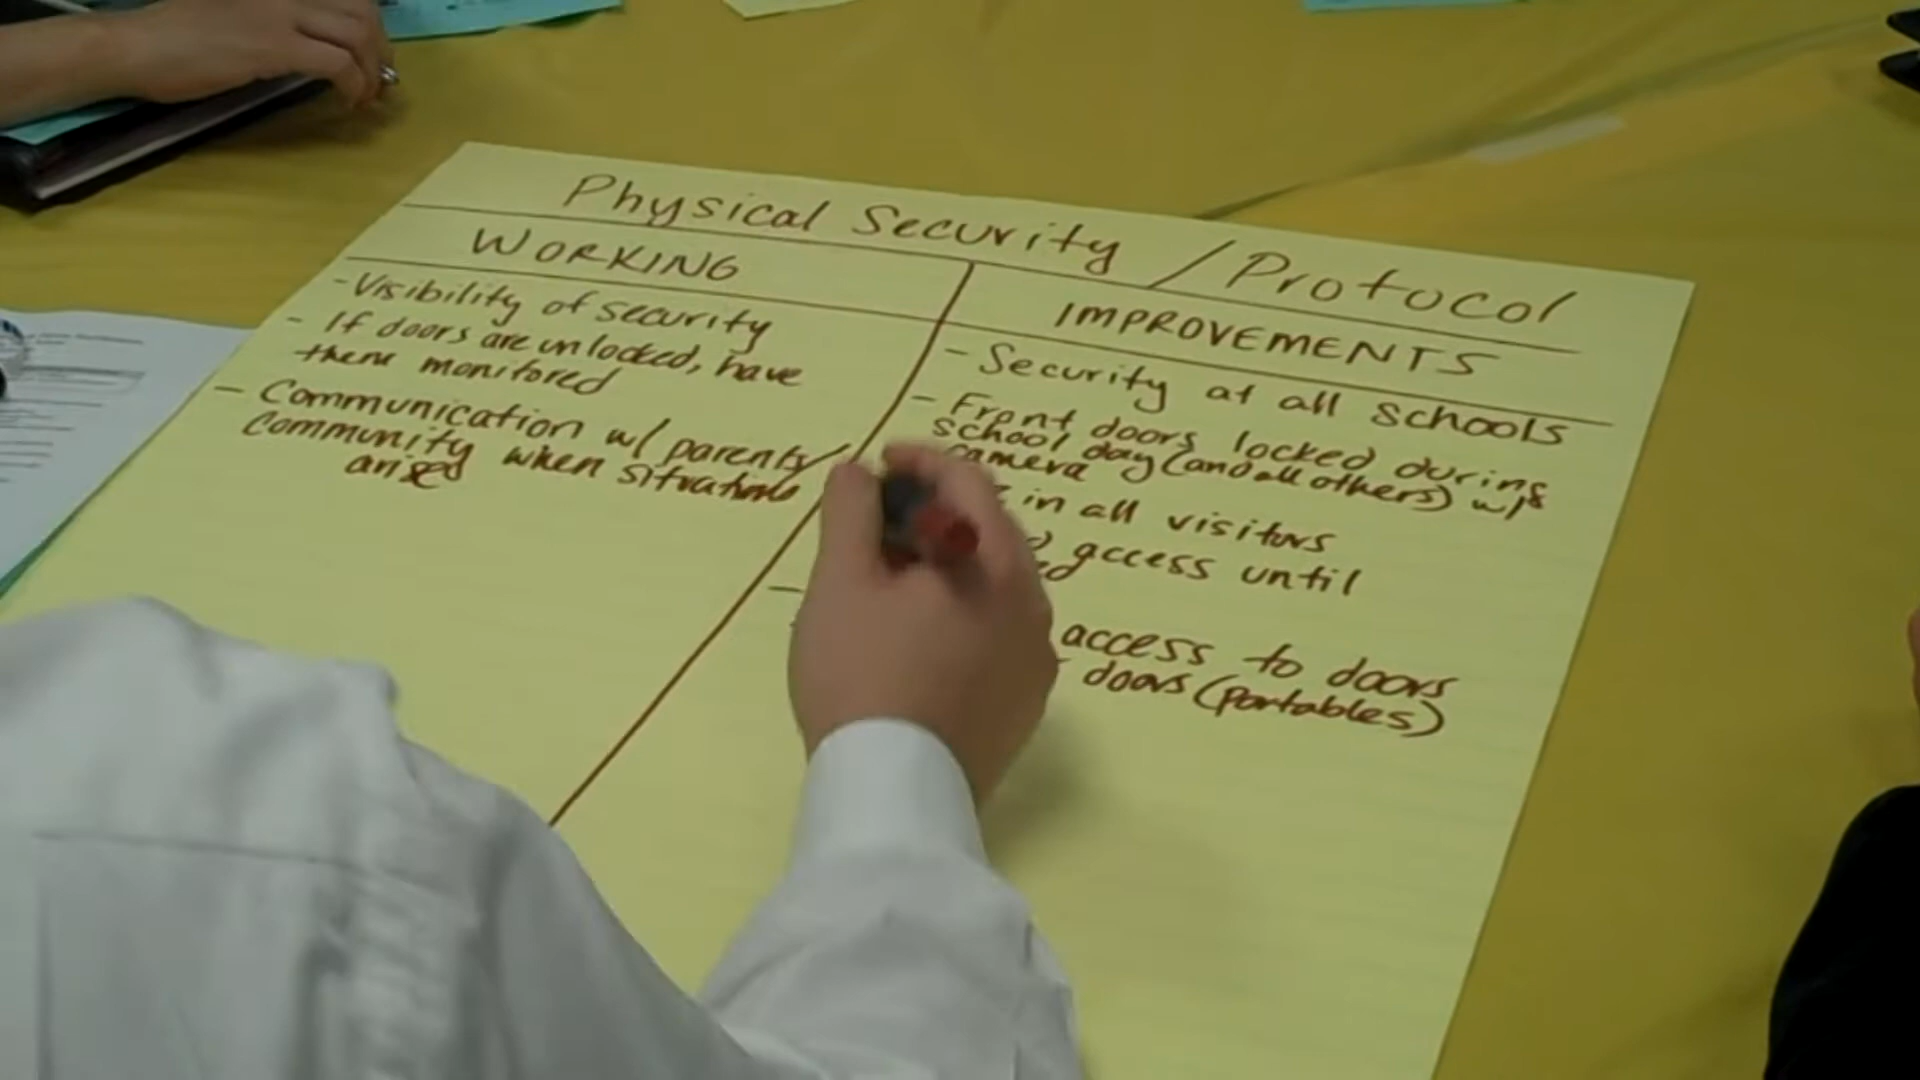 Physical Security / Protocol
WORKING
- Visibility of security
- If doors are unlocked, have
them monitored
- Communication w/ parents/
community when situations
arise
IMPROVEMENTS
- Security at all schools
- Front doors locked during
school day (and all others) w/
camera
in all visitors
access until
access to doors
doors (portables)